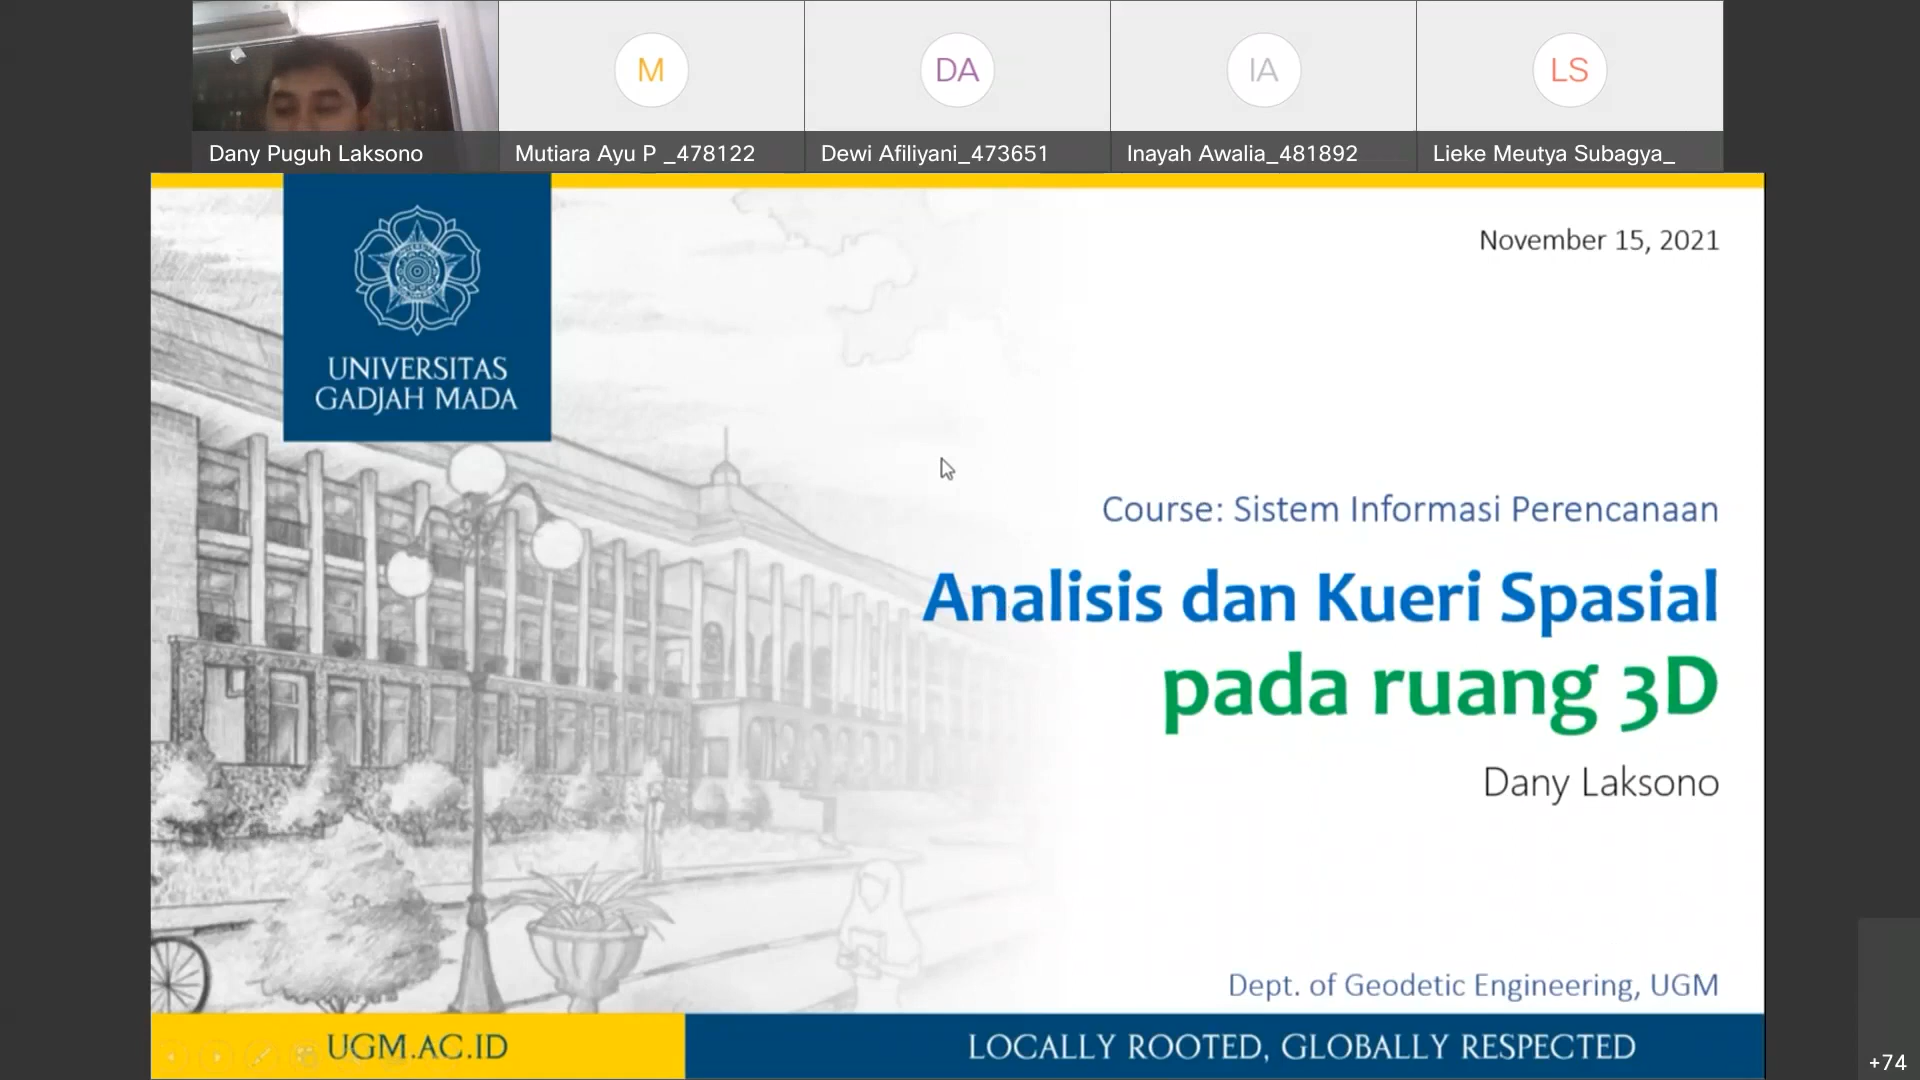 M
DA
IA
LS
Dany Puguh Laksono
Mutiara Ayu P _478122
Dewi Afiliyani_473651
Inayah Awalia_481892
Lieke Meutya Subagya_
UNIVERSITAS
GADJAH MADA
November 15, 2021
Course: Sistem Informasi Perencanaan
Analisis dan Kueri Spasial
pada ruang 3D
Dany Laksono
Dept. of Geodetic Engineering, UGM
UGM.AC.ID
LOCALLY ROOTED, GLOBALLY RESPECTED
+74